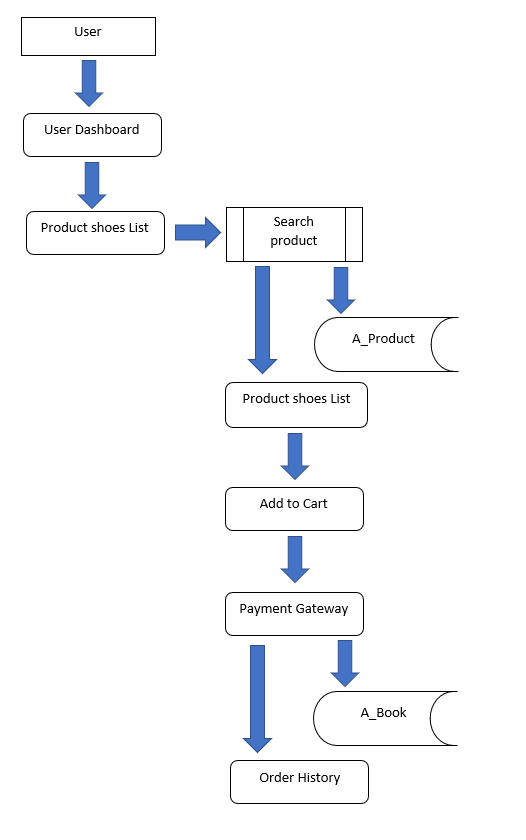 User
User Dashboard
Product shoes List
Search
product
A_Product
Product shoes List
Add to Cart
Payment Gateway
A_Book
Order History